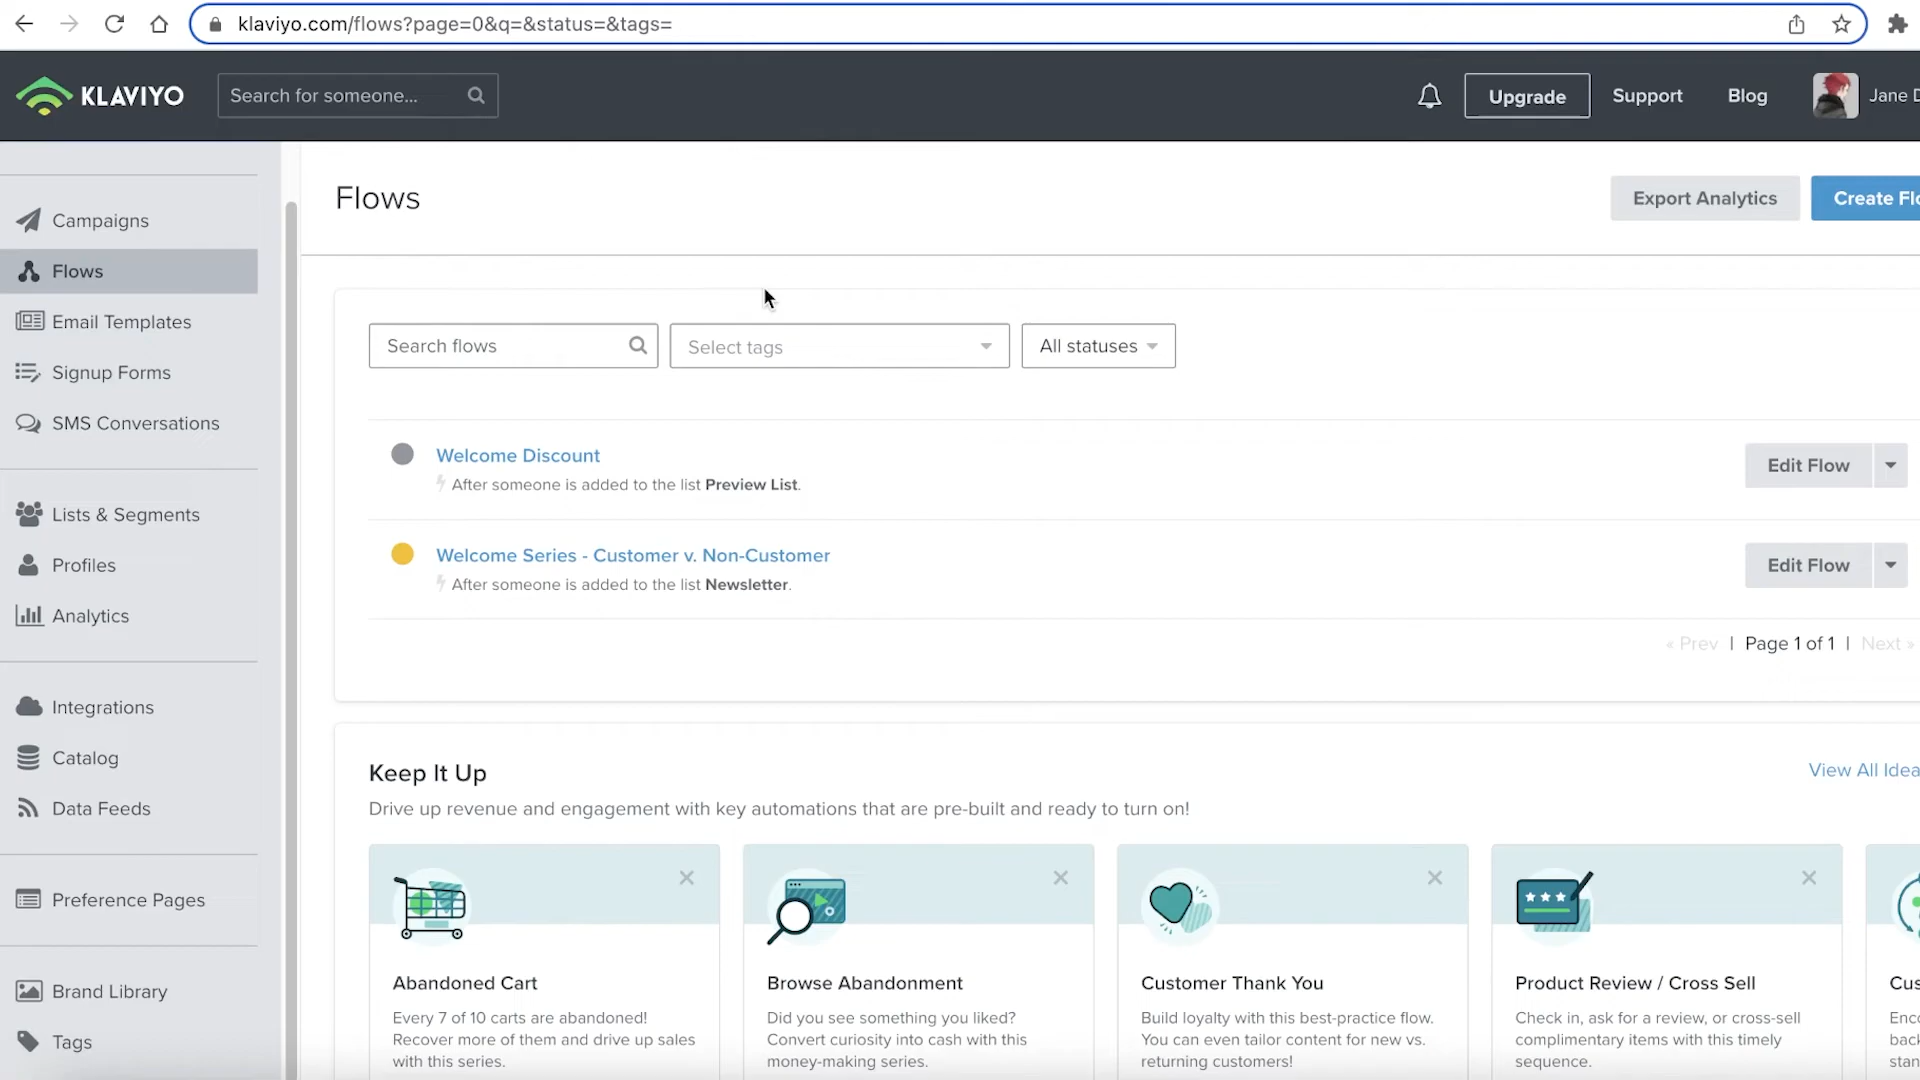 klaviyo.com/flows?page=0&q=&status=&tags=
KLAVIYO
Search for someone...
Upgrade
Support
Blog
Jane D
Campaigns
Flows
Email Templates
Signup Forms
SMS Conversations
Lists & Segments
Profiles
Analytics
Integrations
Catalog
Data Feeds
Preference Pages
Brand Library
Tags
Flows
Export Analytics
Create Flo
Search flows
Select tags
All statuses
Welcome Discount
After someone is added to the list Preview List.
Edit Flow
Welcome Series - Customer v. Non-Customer
After someone is added to the list Newsletter.
Edit Flow
« Prev | Page 1 of 1 | Next »
Keep It Up
View All Idea
Drive up revenue and engagement with key automations that are pre-built and ready to turn on!
Abandoned Cart
Every 7 of 10 carts are abandoned!
Recover more of them and drive up sales
with this series.
Browse Abandonment
Did you see something you liked?
Convert curiosity into cash with this
money-making series.
Customer Thank You
Build loyalty with this best-practice flow.
You can even tailor content for new vs.
returning customers!
Product Review / Cross Sell
Check in, ask for a review, or cross-sell
complimentary items with this timely
sequence.
Cus
Enc
back
stan